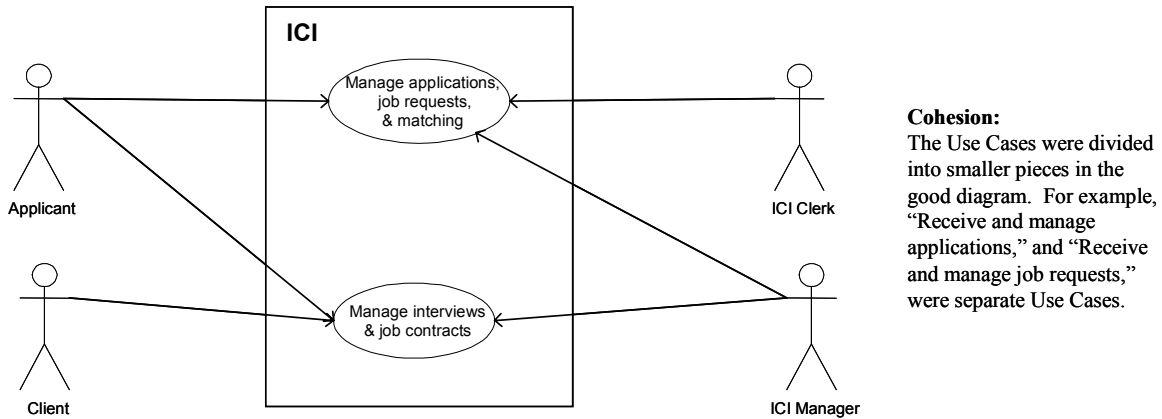 ICI
Manage applications,
job requests,
& matching
Applicant
ICI Clerk
Manage interviews
& job contracts
Client
ICI Manager
Cohesion:
The Use Cases were divided
into smaller pieces in the
good diagram.  For example,
“Receive and manage
applications,” and “Receive
and manage job requests,”
were separate Use Cases.